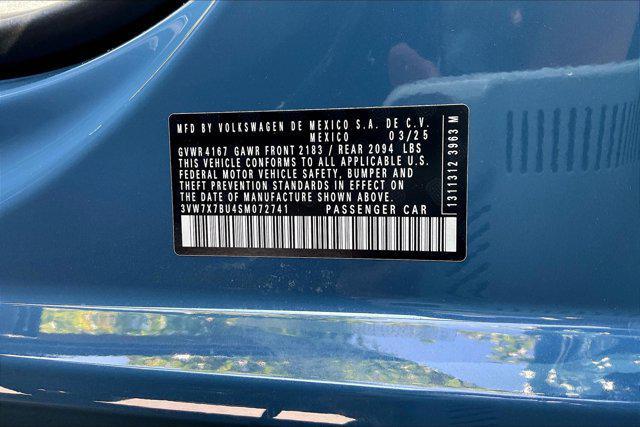 MFD BY VOLKSWAGEN DE MEXICO S.A. DE C.V.
MEXICO 03/25
GVWR4167 GAWR FRONT 2183 / REAR 2094 LBS
THIS VEHICLE CONFORMS TO ALL APPLICABLE U.S.
FEDERAL MOTOR VEHICLE SAFETY, BUMPER AND
THEFT PREVENTION STANDARDS IN EFFECT ON
THE DATE OF MANUFACTURE SHOWN ABOVE.
3VW7X7BU4SM072741 PASSENGER CAR
1311312 3963 M